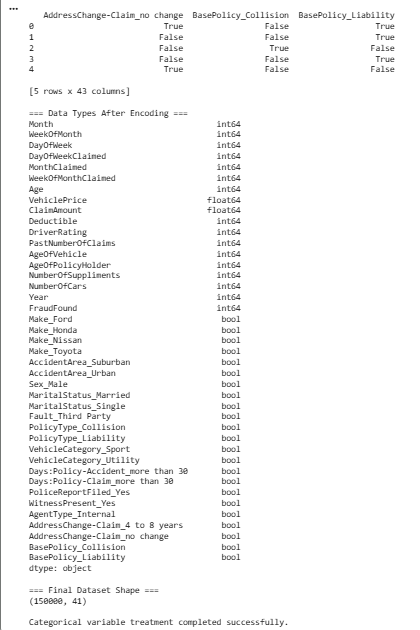 ...
AddressChange-Claim_no change BasePolicy_Collision BasePolicy_Liability
0 True False True
1 False False True
2 False True False
3 False False True
4 True False False
[5 rows x 43 columns]
=== Data Types After Encoding ===
Month int64
WeekOfMonth int64
DayOfWeek int64
DayOfWeekClaimed int64
MonthClaimed int64
WeekOfMonthClaimed int64
Age int64
VehiclePrice float64
ClaimAmount float64
Deductible int64
DriverRating int64
PastNumberOfClaims int64
AgeOfVehicle int64
AgeOfPolicyHolder int64
NumberOfSuppliments int64
NumberOfCars int64
Year int64
FraudFound int64
Make_Ford bool
Make_Honda bool
Make_Nissan bool
Make_Toyota bool
AccidentArea_Suburban bool
AccidentArea_Urban bool
Sex_Male bool
MaritalStatus_Married bool
MaritalStatus_Single bool
Fault_Third Party bool
PolicyType_Collision bool
PolicyType_Liability bool
VehicleCategory_Sport bool
VehicleCategory_Utility bool
Days:Policy-Accident_more than 30 bool
Days:Policy-Claim_more than 30 bool
PoliceReportFiled_Yes bool
WitnessPresent_Yes bool
AgentType_Internal bool
AddressChange-Claim_4 to 8 years bool
AddressChange-Claim_no change bool
BasePolicy_Collision bool
BasePolicy_Liability bool
dtype: object
=== Final Dataset Shape ===
(150000, 41)
Categorical variable treatment completed successfully.